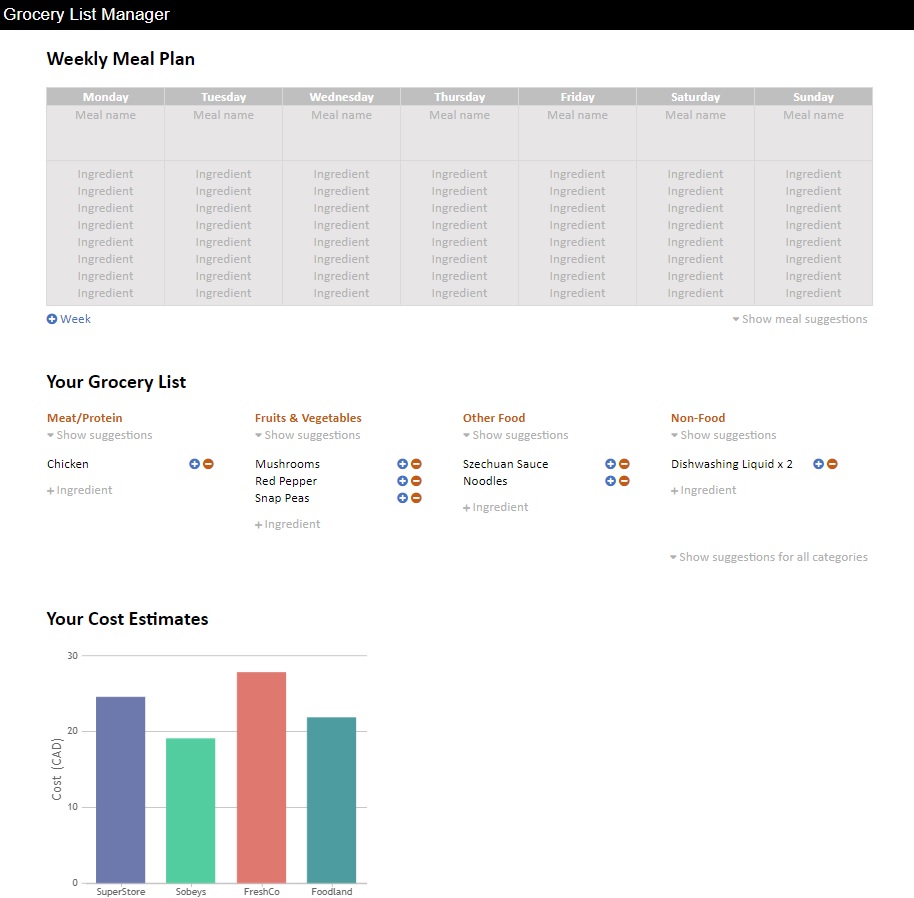 Grocery List Manager
Weekly Meal Plan
Monday Tuesday Wednesday Thursday Friday Saturday Sunday
Meal name Meal name Meal name Meal name Meal name Meal name Meal name
Ingredient Ingredient Ingredient Ingredient Ingredient Ingredient Ingredient
Ingredient Ingredient Ingredient Ingredient Ingredient Ingredient Ingredient
Ingredient Ingredient Ingredient Ingredient Ingredient Ingredient Ingredient
Ingredient Ingredient Ingredient Ingredient Ingredient Ingredient Ingredient
Ingredient Ingredient Ingredient Ingredient Ingredient Ingredient Ingredient
Ingredient Ingredient Ingredient Ingredient Ingredient Ingredient Ingredient
Ingredient Ingredient Ingredient Ingredient Ingredient Ingredient Ingredient
Ingredient Ingredient Ingredient Ingredient Ingredient Ingredient Ingredient
Week Show meal suggestions
Your Grocery List
Meat/Protein
Show suggestions
Chicken
+ Ingredient
Fruits & Vegetables
Show suggestions
Mushrooms
Red Pepper
Snap Peas
+ Ingredient
Other Food
Show suggestions
Szechuan Sauce
Noodles
+ Ingredient
Non-Food
Show suggestions
Dishwashing Liquid x 2
+ Ingredient
Show suggestions for all categories
Your Cost Estimates
Cost (CAD)
30
20
10
0
SuperStore Sobeys FreshCo Foodland